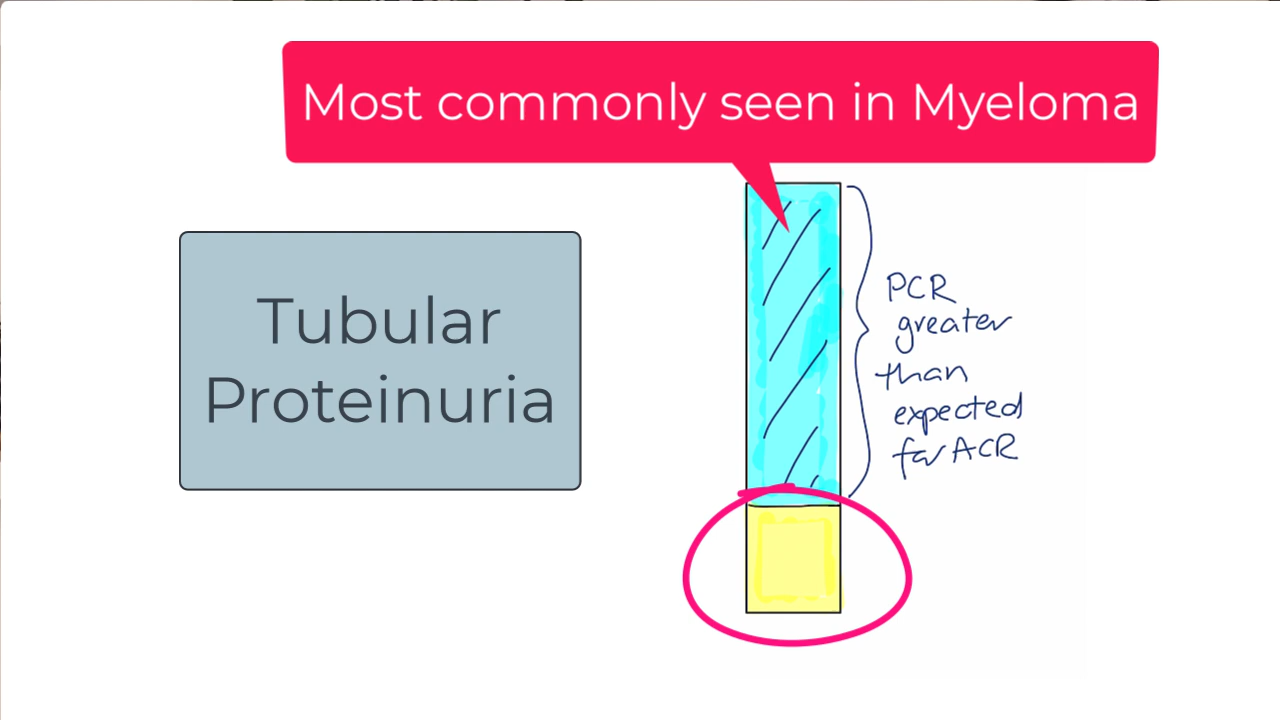 Most commonly seen in Myeloma
Tubular
Proteinuria
PCR
greater
than
expected
for ACR